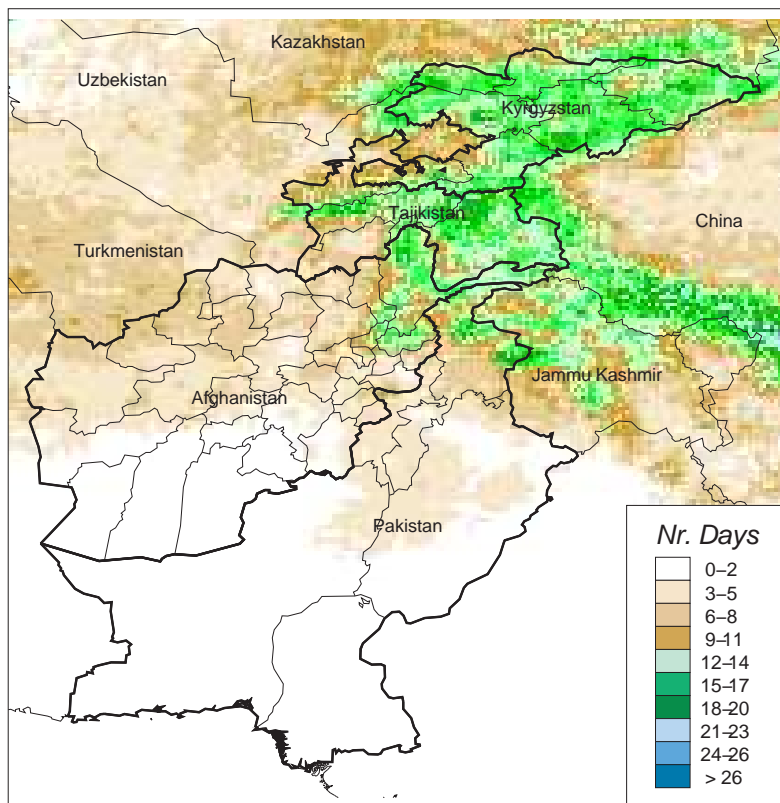 Kazakhstan
Uzbekistan
Kyrgyzstan
Tajikistan
China
Turkmenistan
Jammu Kashmir
Afghanistan
Pakistan
Nr. Days
0–2
3–5
6–8
9–11
12–14
15–17
18–20
21–23
24–26
> 26